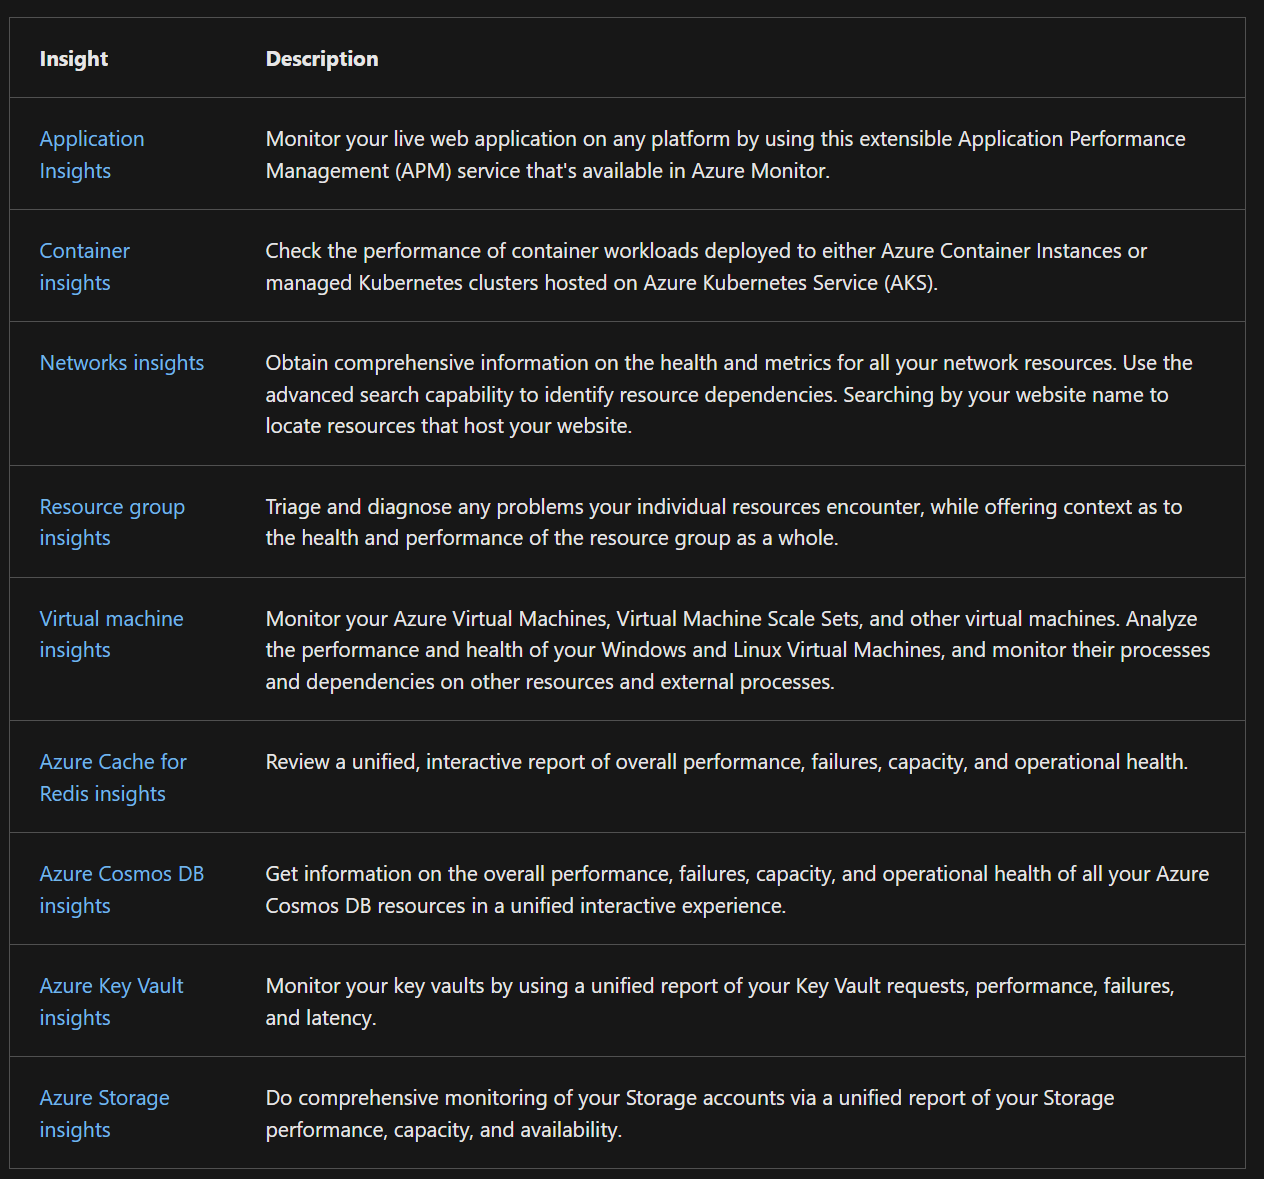 Insight Description
Application Monitor your live web application on any platform by using this extensible Application Performance
Insights Management (APM) service that's available in Azure Monitor.
Container Check the performance of container workloads deployed to either Azure Container Instances or
insights managed Kubernetes clusters hosted on Azure Kubernetes Service (AKS).
Networks insights Obtain comprehensive information on the health and metrics for all your network resources. Use the
advanced search capability to identify resource dependencies. Searching by your website name to
locate resources that host your website.
Resource group Triage and diagnose any problems your individual resources encounter, while offering context as to
insights the health and performance of the resource group as a whole.
Virtual machine Monitor your Azure Virtual Machines, Virtual Machine Scale Sets, and other virtual machines. Analyze
insights the performance and health of your Windows and Linux Virtual Machines, and monitor their processes
and dependencies on other resources and external processes.
Azure Cache for Review a unified, interactive report of overall performance, failures, capacity, and operational health.
Redis insights
Azure Cosmos DB Get information on the overall performance, failures, capacity, and operational health of all your Azure
insights Cosmos DB resources in a unified interactive experience.
Azure Key Vault Monitor your key vaults by using a unified report of your Key Vault requests, performance, failures,
insights and latency.
Azure Storage Do comprehensive monitoring of your Storage accounts via a unified report of your Storage
insights performance, capacity, and availability.